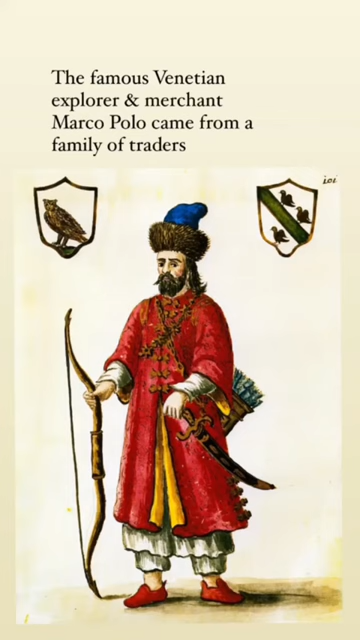 The famous Venetian
explorer & merchant
Marco Polo came from a
family of traders
101